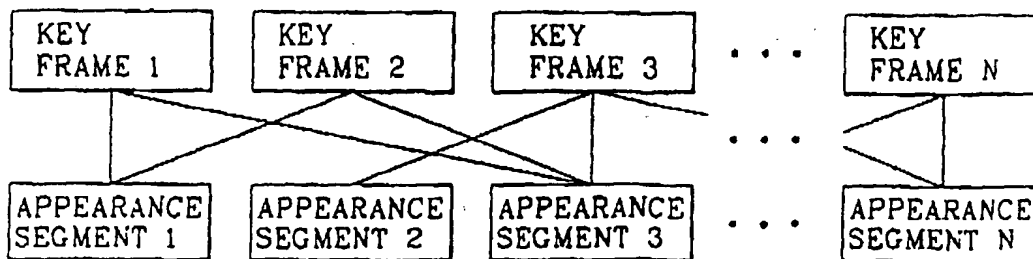 KEY
FRAME 1
KEY
FRAME 2
KEY
FRAME 3
KEY
FRAME N
APPEARANCE
SEGMENT 1
APPEARANCE
SEGMENT 2
APPEARANCE
SEGMENT 3
APPEARANCE
SEGMENT N